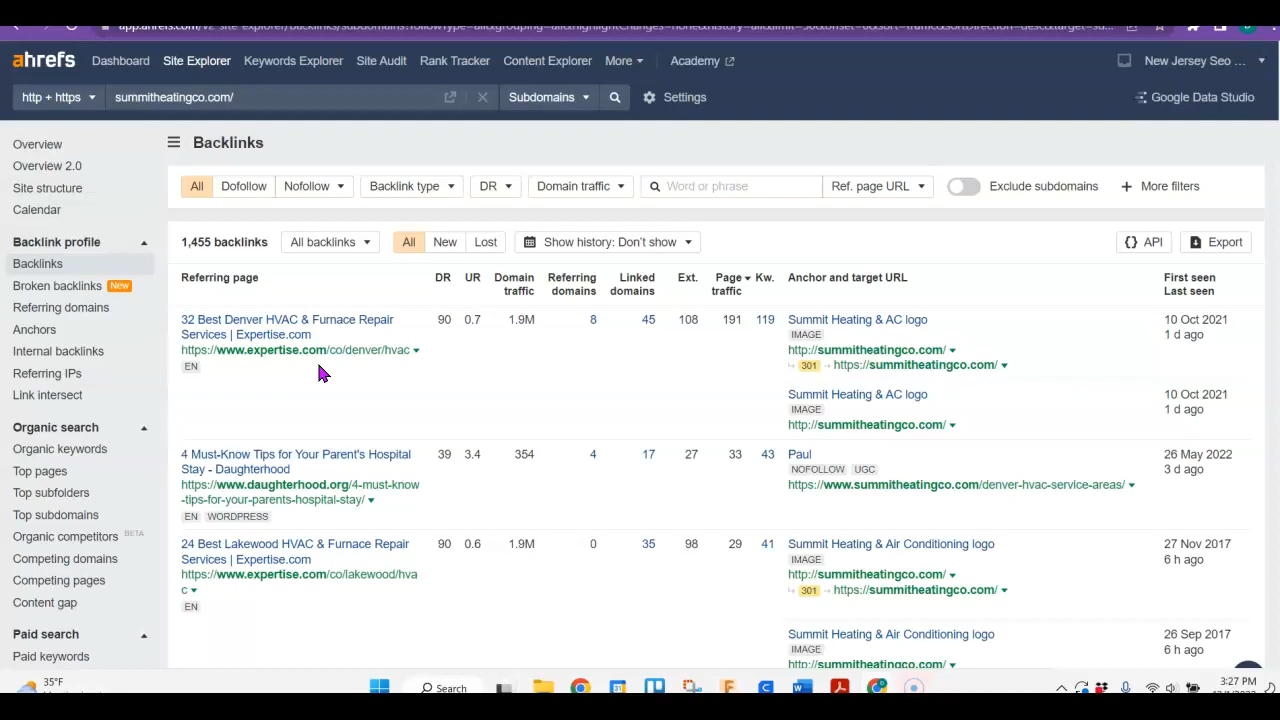 ahrefs Dashboard Site Explorer Keywords Explorer Site Audit Rank Tracker Content Explorer More Academy New Jersey Seo ...
http + https summitheatingco.com/ Subdomains Settings Google Data Studio
Overview
Overview 2.0
Site structure
Calendar
Backlink profile
Backlinks
Broken backlinks New
Referring domains
Anchors
Internal backlinks
Referring IPs
Link intersect
Organic search
Organic keywords
Top pages
Top subfolders
Top subdomains
Organic competitors BETA
Competing domains
Competing pages
Content gap
Paid search
Paid keywords
Backlinks
All Dofollow Nofollow Backlink type DR Domain traffic Word or phrase Ref. page URL Exclude subdomains + More filters
1,455 backlinks All backlinks All New Lost Show history: Don't show {} API Export
Referring page DR UR Domain traffic Referring domains Linked domains Ext. Page traffic Kw. Anchor and target URL First seen Last seen
32 Best Denver HVAC & Furnace Repair
Services | Expertise.com
https://www.expertise.com/co/denver/hvac
EN
90 0.7 1.9M 8 45 108 191 119
Summit Heating & AC logo
IMAGE
http://summitheatingco.com/
301 https://summitheatingco.com/
10 Oct 2021
1 d ago
Summit Heating & AC logo
IMAGE
http://summitheatingco.com/
10 Oct 2021
1 d ago
4 Must-Know Tips for Your Parent's Hospital
Stay - Daughterhood
https://www.daughterhood.org/4-must-know
-tips-for-your-parents-hospital-stay/
EN WORDPRESS
39 3.4 354 4 17 27 33 43
Paul
NOFOLLOW UGC
https://www.summitheatingco.com/denver-hvac-service-areas/
26 May 2022
3 d ago
24 Best Lakewood HVAC & Furnace Repair
Services | Expertise.com
https://www.expertise.com/co/lakewood/hva
c
EN
90 0.6 1.9M 0 35 98 29 41
Summit Heating & Air Conditioning logo
IMAGE
http://summitheatingco.com/
301 https://summitheatingco.com/
27 Nov 2017
6 h ago
Summit Heating & Air Conditioning logo
IMAGE
http://summitheatingco.com/
26 Sep 2017
6 h ago
35°F
Search
3:27 PM